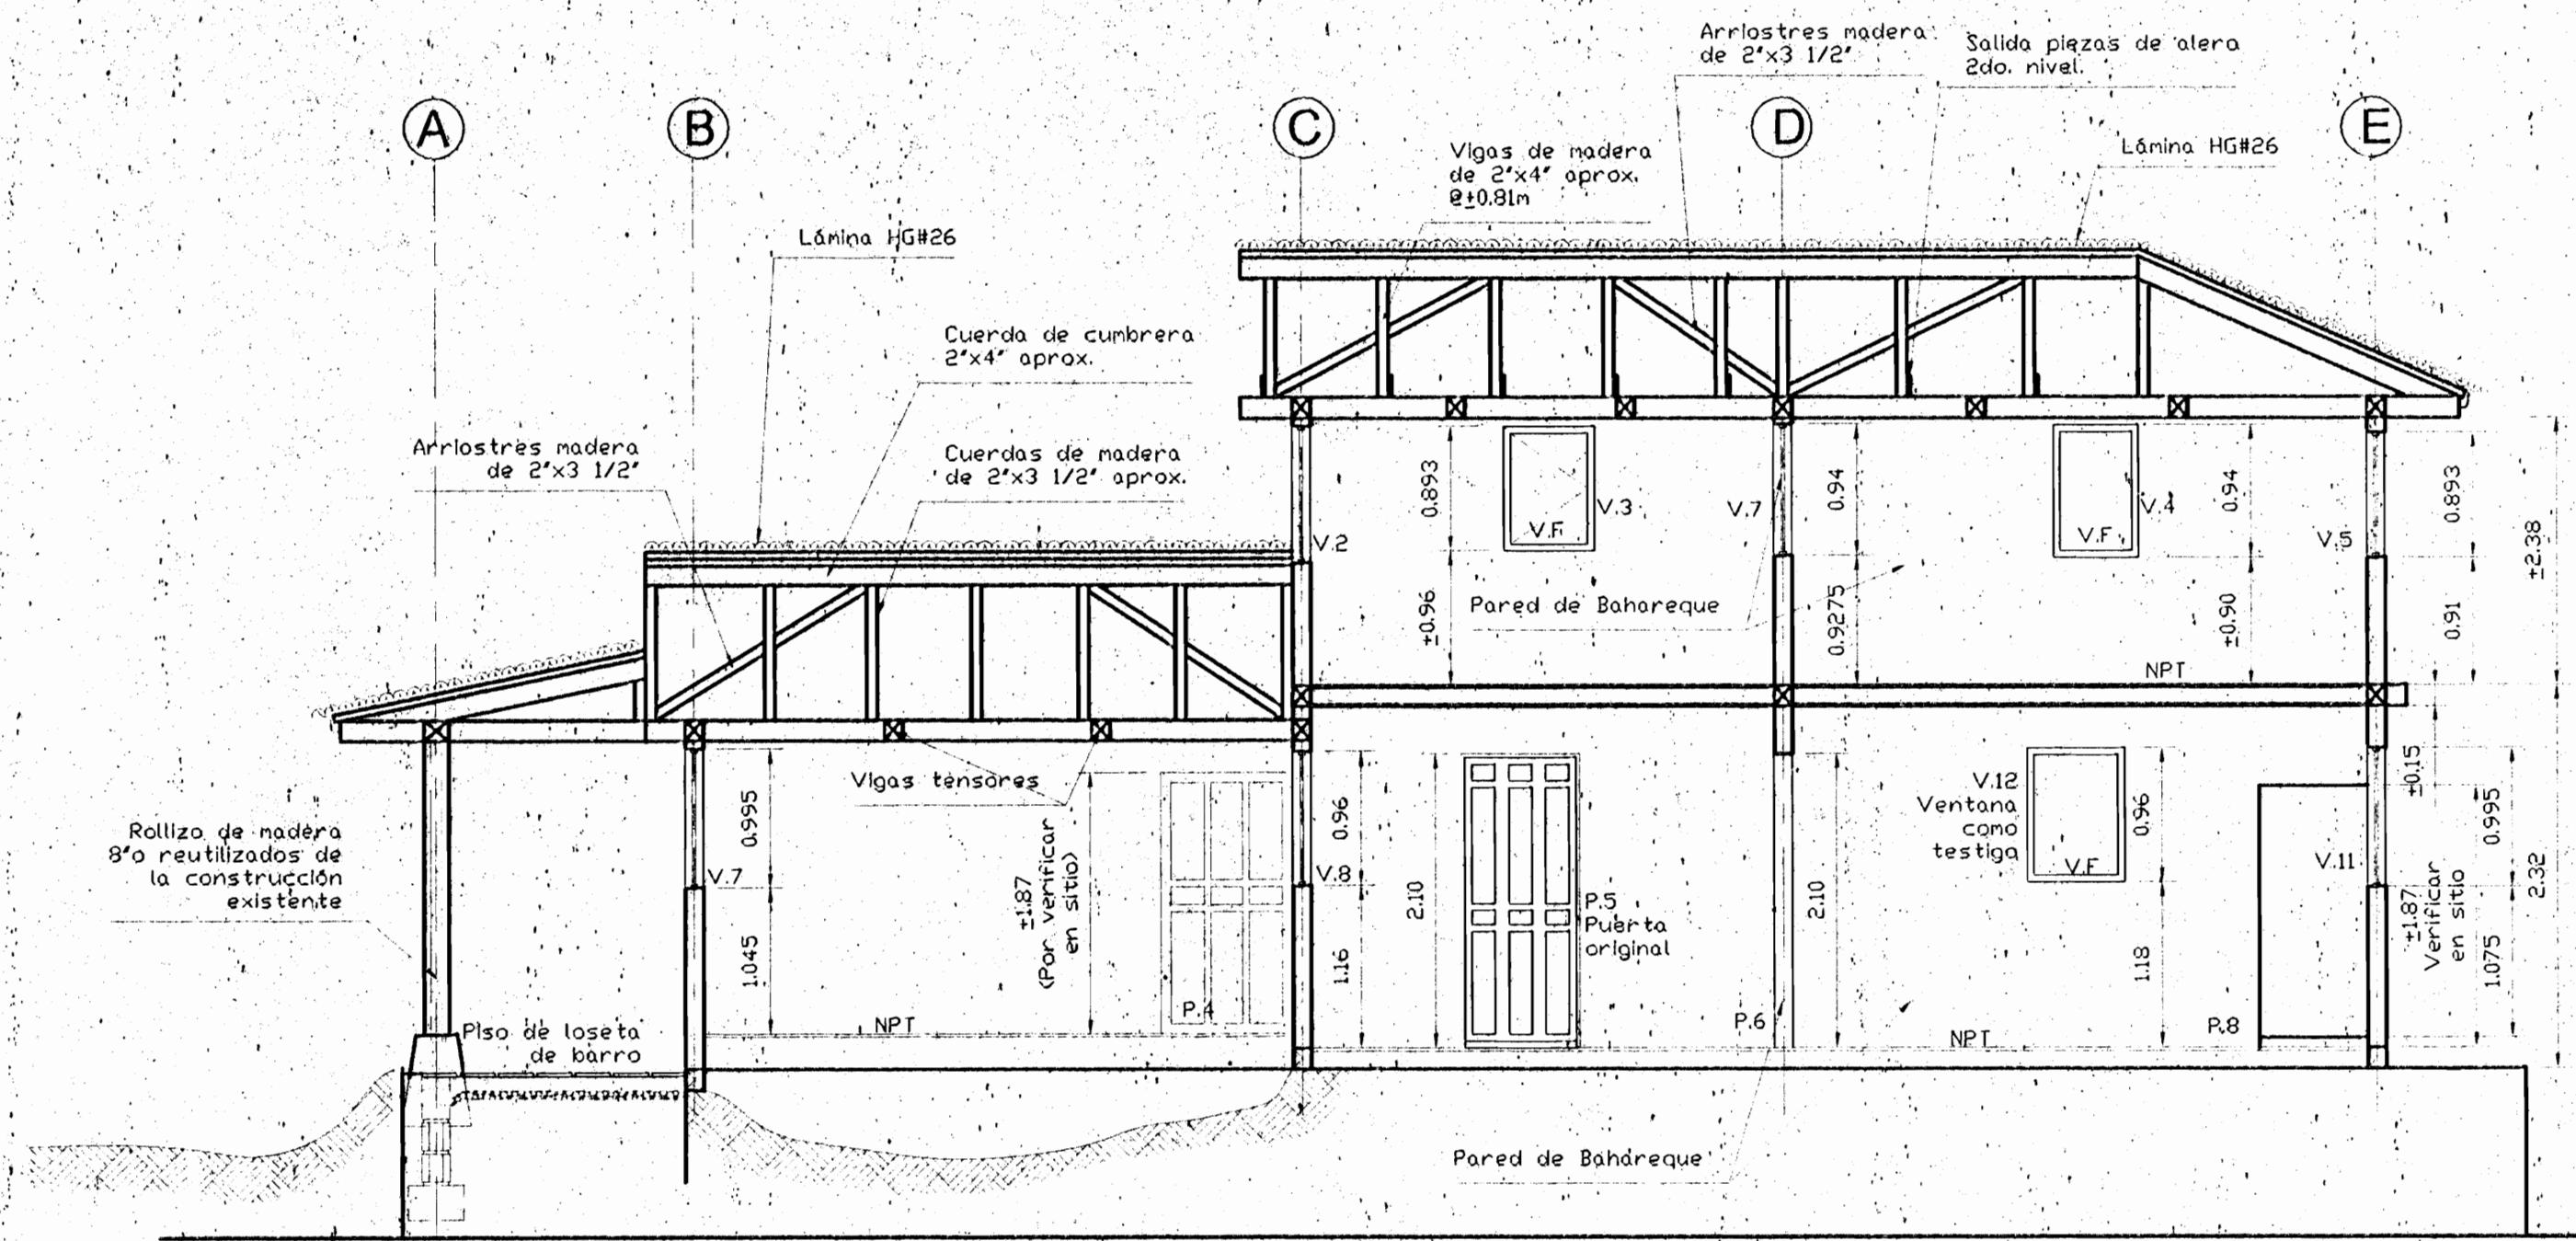 Arriostres madera
de 2"x3 1/2"
Salida piezas de alera
2do. nivel.
A
B
C
D
E
Vigas de madera
de 2"x4" aprox.
@±0.81m
Lámina HG#26
Lámina HG#26
Cuerda de cumbrera
2"x4" aprox.
Arriostres madera
de 2"x3 1/2"
Cuerdas de madera
de 2"x3 1/2" aprox.
0.893
V.F.
V.3
V.7
0.94
V.F.
V.4
0.94
V.5
0.893
±2.38
V.2
±0.96
Pared de Bahareque
0.9275
±0.90
0.91
NPT
Rollizo de madera
8"o reutilizados de
la construcción
existente
0.995
V.7
1.045
Vigas tensores
±1.87
(Por verificar
en sitio)
P.4
NPT
Piso de loseta
de barro
0.96
V.8
1.16
2.10
P.5
Puerta
original
2.10
P.6
V.12
Ventana
como
testiga
V.F
0.96
1.18
NPT
P.8
V.11
±0.15
±1.87
Verificar
en sitio
0.995
1.075
2.32
Pared de Bahareque